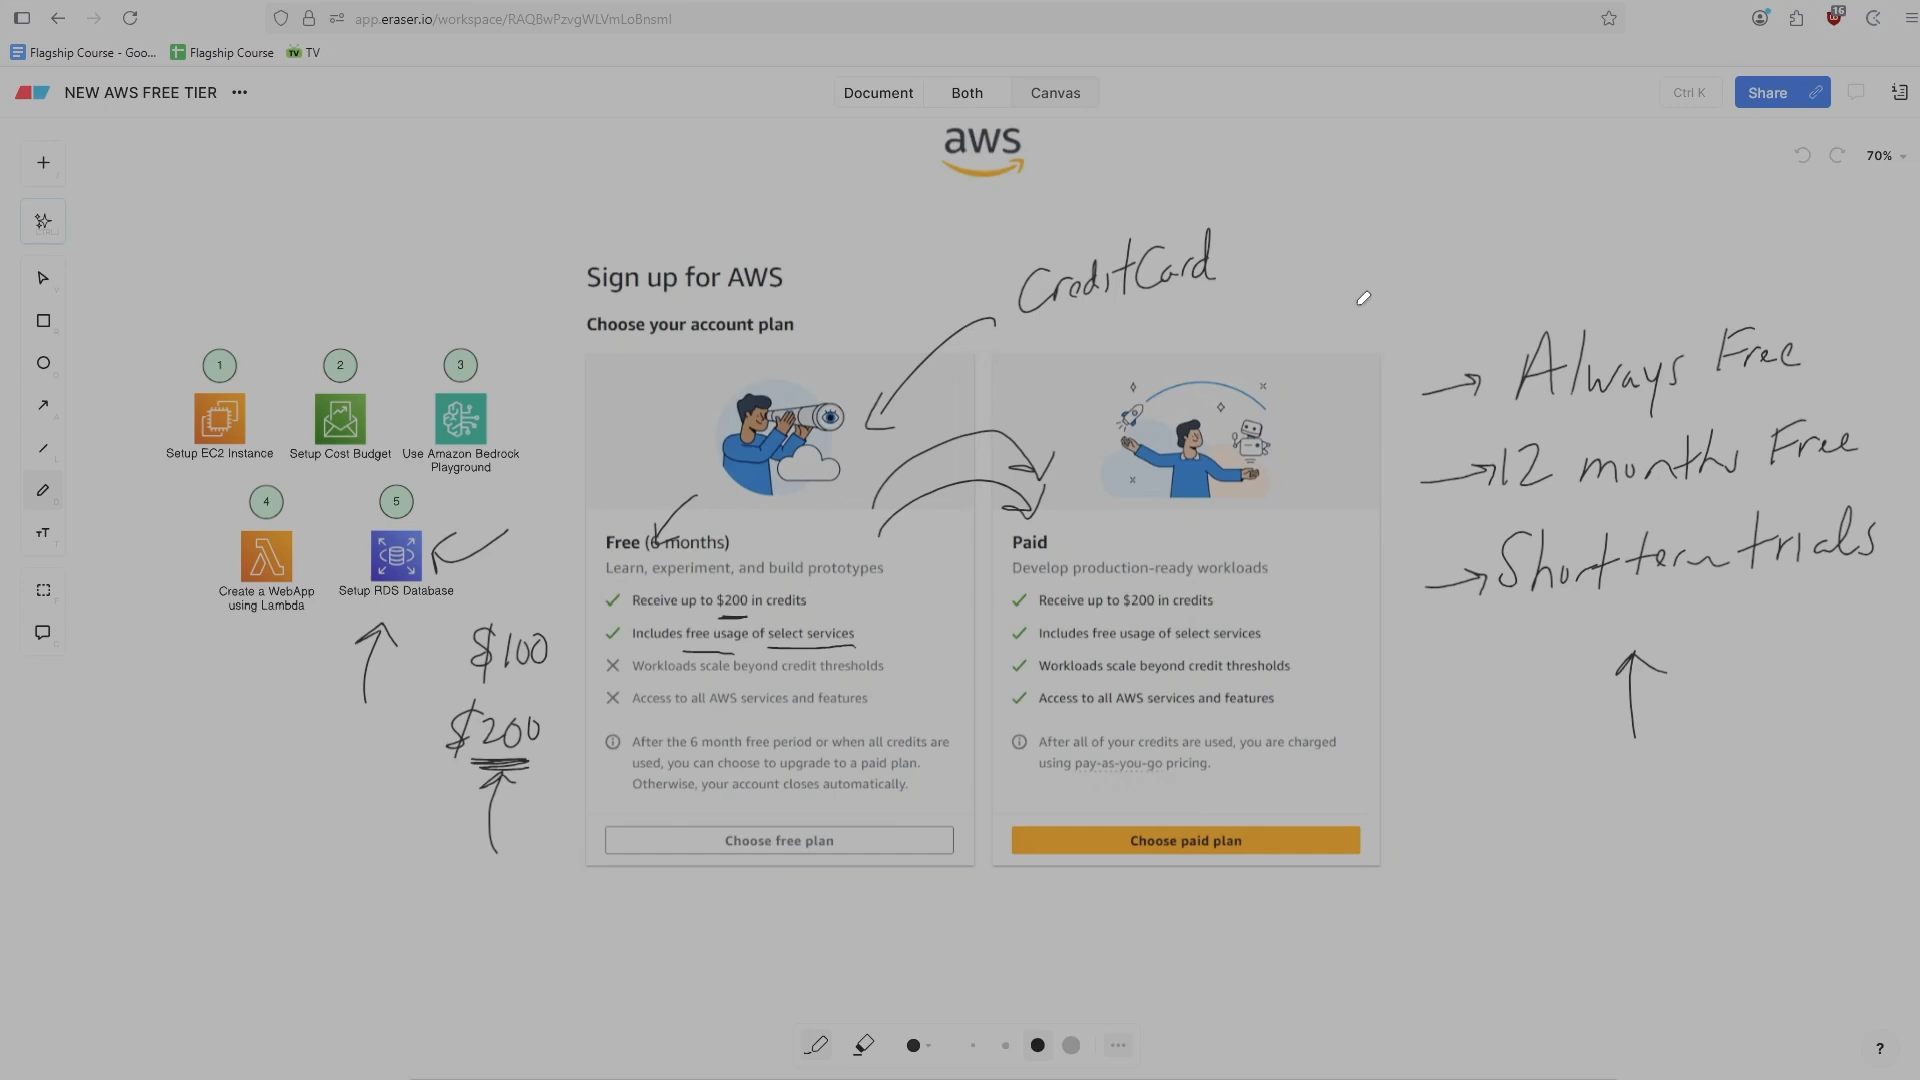 app.eraser.io/workspace/RAQBwPzvgWLVmLoBnsmI
16
Flagship Course - Goo...
Flagship Course
TV
TV
NEW AWS FREE TIER
Document
Both
Canvas
Ctrl K
Share
aws
70%
Sign up for AWS
Choose your account plan
Credit Card
1
2
3
Setup EC2 Instance
Setup Cost Budget
Use Amazon Bedrock
Playground
4
5
Create a WebApp
using Lambda
Setup RDS Database
$100
$200
Free (6 months)
Learn, experiment, and build prototypes
Receive up to $200 in credits
Includes free usage of select services
Workloads scale beyond credit thresholds
Access to all AWS services and features
After the 6 month free period or when all credits are
used, you can choose to upgrade to a paid plan.
Otherwise, your account closes automatically.
Choose free plan
Paid
Develop production-ready workloads
Receive up to $200 in credits
Includes free usage of select services
Workloads scale beyond credit thresholds
Access to all AWS services and features
After all of your credits are used, you are charged
using pay-as-you-go pricing.
Choose paid plan
Always Free
12 months Free
Short term trials
?